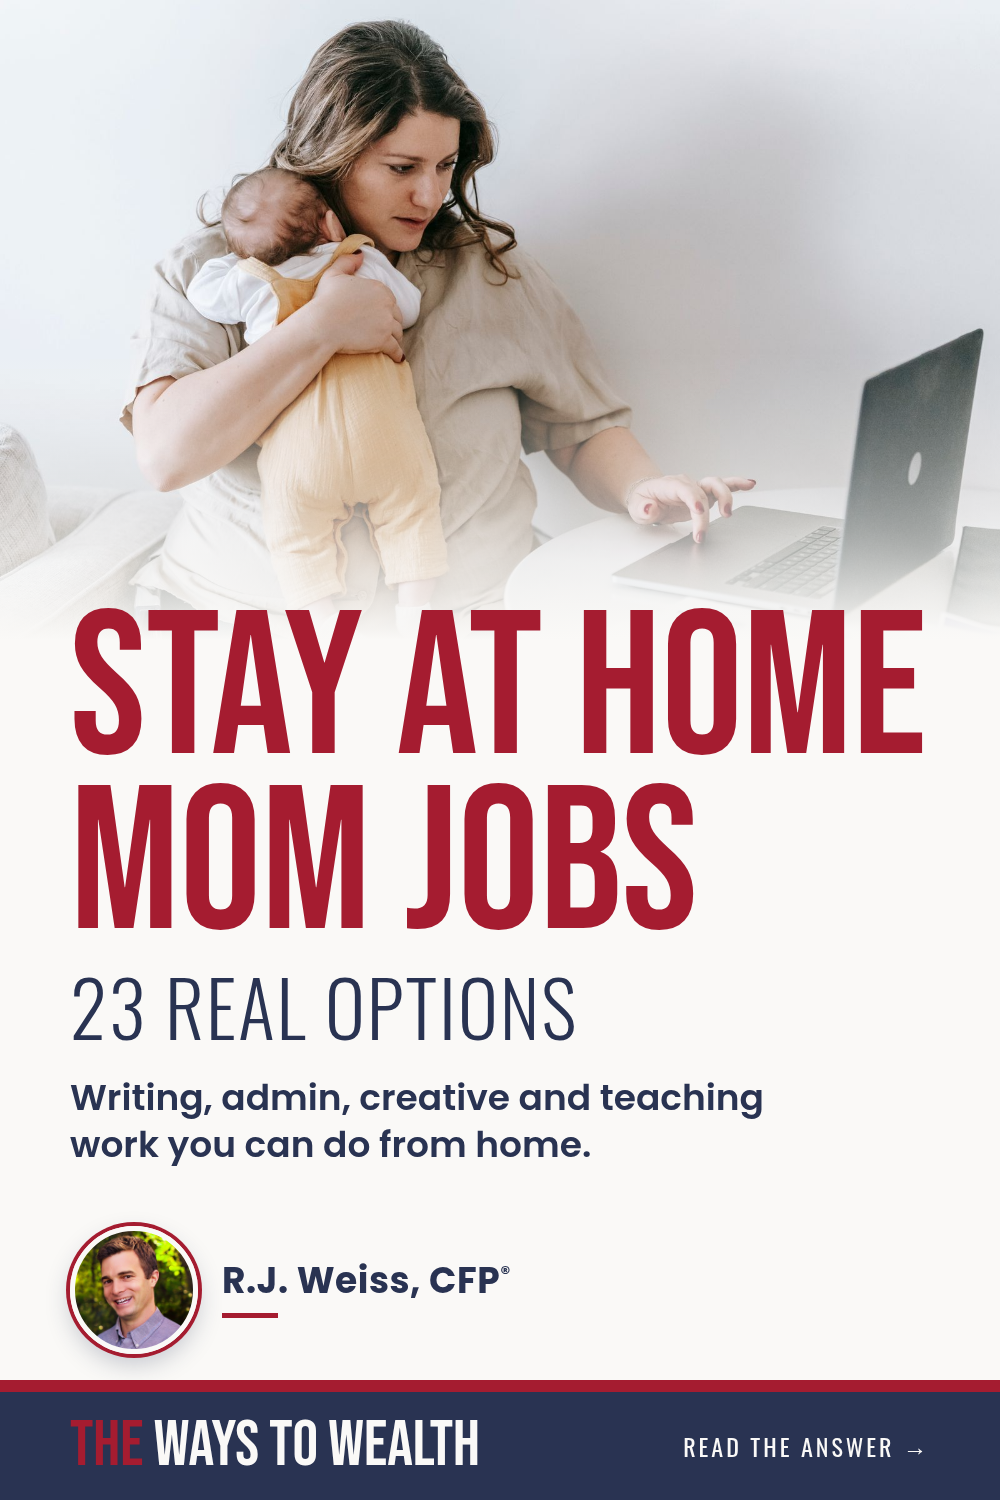 STAY AT HOME
MOM JOBS
23 REAL OPTIONS
Writing, admin, creative and teaching
work you can do from home.
R.J. Weiss, CFP®
THE WAYS TO WEALTH
READ THE ANSWER →